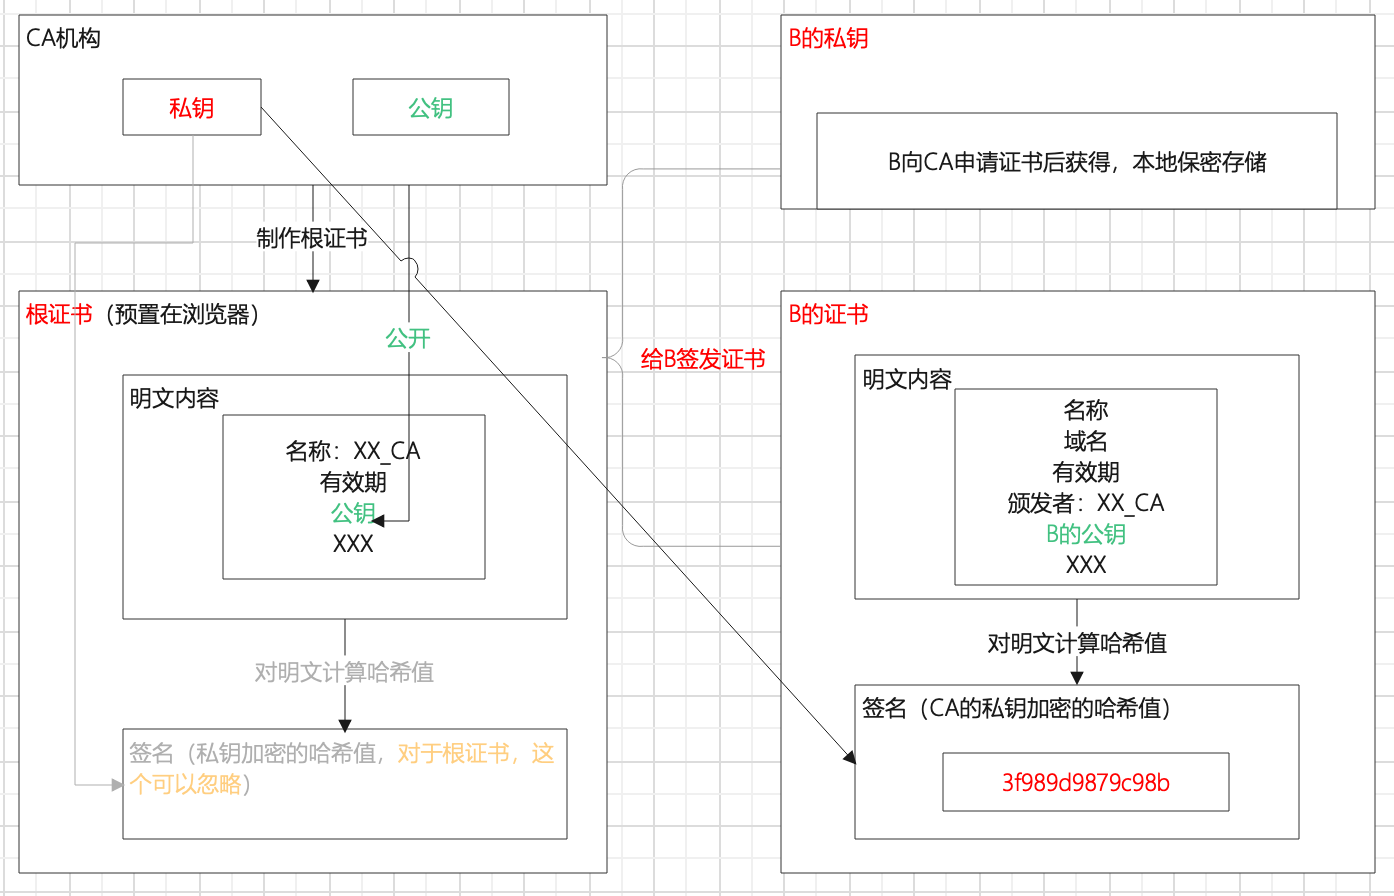 CA机构
私钥
公钥
制作根证书
根证书（预置在浏览器）
公开
明文内容
名称：XX_CA
有效期
公钥
XXX
对明文计算哈希值
签名（私钥加密的哈希值，对于根证书，这
个可以忽略）
给B签发证书
B的私钥
B向CA申请证书后获得，本地保密存储
B的证书
明文内容
名称
域名
有效期
颁发者：XX_CA
B的公钥
XXX
对明文计算哈希值
签名（CA的私钥加密的哈希值）
3f989d9879c98b